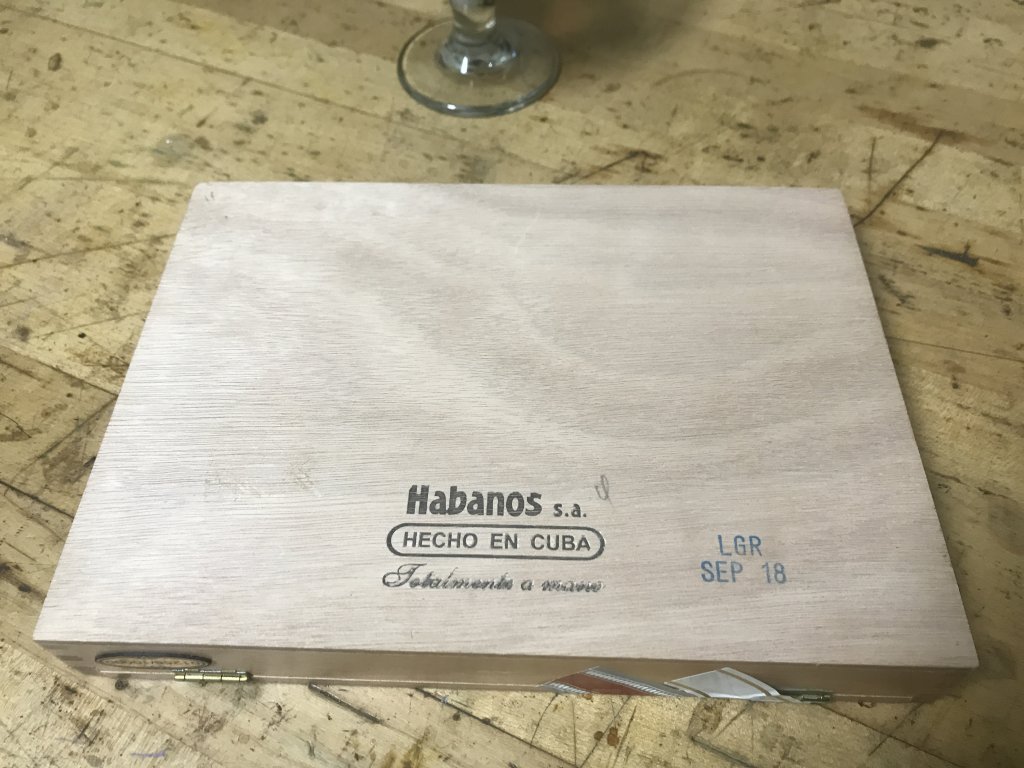 Habanos s.a.
HECHO EN CUBA
Totalmente a mano
LGR
SEP 18